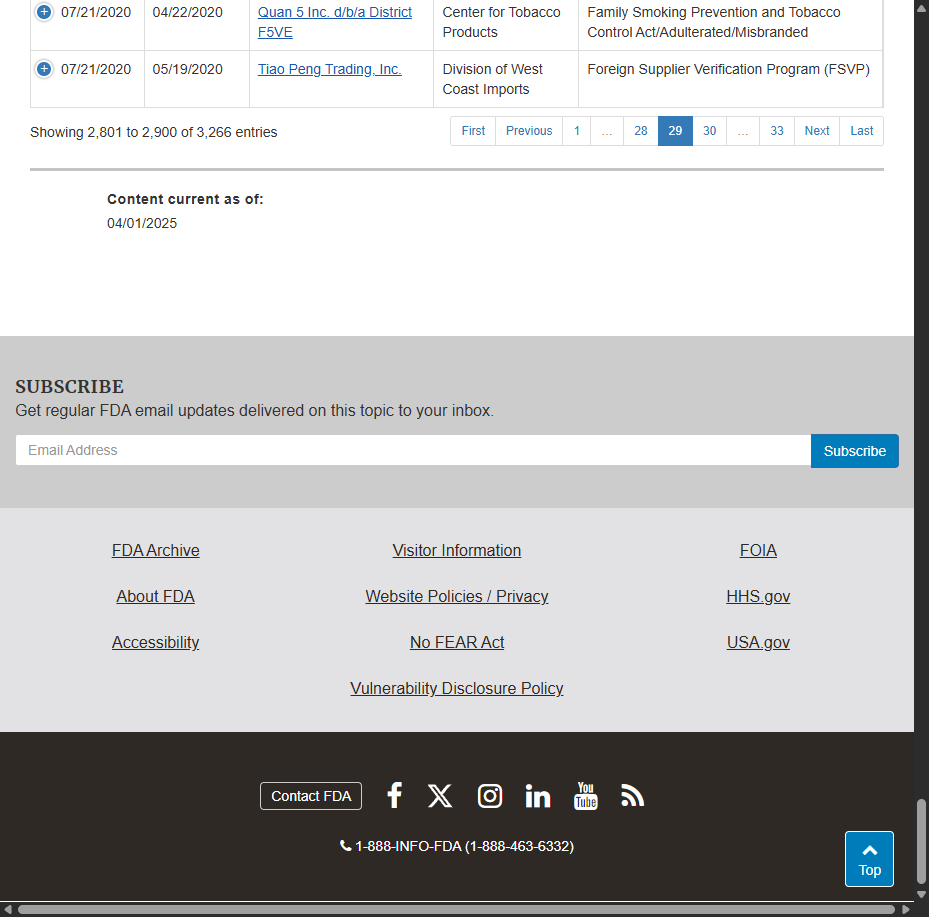 07/21/2020 04/22/2020 Quan 5 Inc. d/b/a District Center for Tobacco Family Smoking Prevention and Tobacco
F5VE Products Control Act/Adulterated/Misbranded
07/21/2020 05/19/2020 Tiao Peng Trading, Inc. Division of West Foreign Supplier Verification Program (FSVP)
Coast Imports
Showing 2,801 to 2,900 of 3,266 entries First Previous 1 ... 28 29 30 ... 33 Next Last
Content current as of:
04/01/2025
SUBSCRIBE
Get regular FDA email updates delivered on this topic to your inbox.
Email Address Subscribe
FDA Archive Visitor Information FOIA
About FDA Website Policies / Privacy HHS.gov
Accessibility No FEAR Act USA.gov
Vulnerability Disclosure Policy
Contact FDA You Tube
1-888-INFO-FDA (1-888-463-6332)
Top